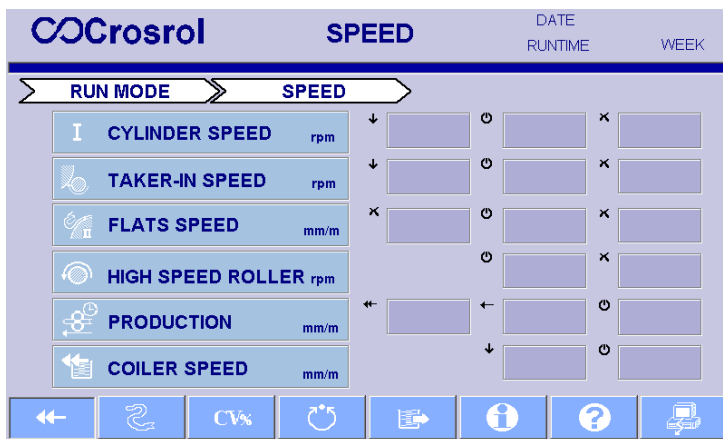 Crosrol
SPEED
DATE
RUNTIME
WEEK
RUN MODE
SPEED
I CYLINDER SPEED rpm
TAKER-IN SPEED rpm
II FLATS SPEED mm/m
HIGH SPEED ROLLER rpm
PRODUCTION mm/m
COILER SPEED mm/m
CV%